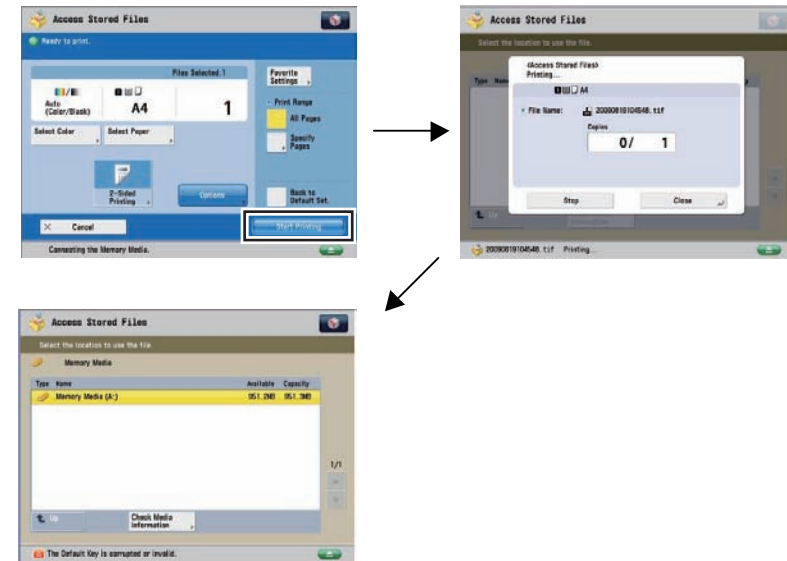 Access Stored Files
Ready to print.
Files Selected:1
Auto
(Color/Black)
A4
1
Select Color
Select Paper
2-Sided
Printing
Options
Favorite
Settings
Print Range
All Pages
Specify
Pages
Back to
Default Set.
Cancel
Start Printing
Connecting the Memory Media.
Access Stored Files
Select the location to use the file.
Type
<Access Stored Files>
Printing...
A4
File Name:
20090819104548.tif
Copies
0/ 1
Stop
Close
Up
20090819104548.tif Printing...
Access Stored Files
Select the location to use the file
Memory Media
Type Name Available Capacity
Memory Media (A:) 951.2MB 951.3MB
1/1
Up
Check Media
Information
The Default Key is corrupted or invalid.